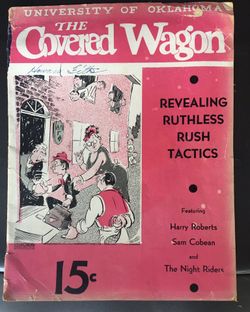 UNIVERSITY OF OKLAHOMA
THE
Covered Wagon
REVEALING
RUTHLESS
RUSH
TACTICS
Featuring
Harry Roberts
Sam Cobean
and
The Night Riders
15c